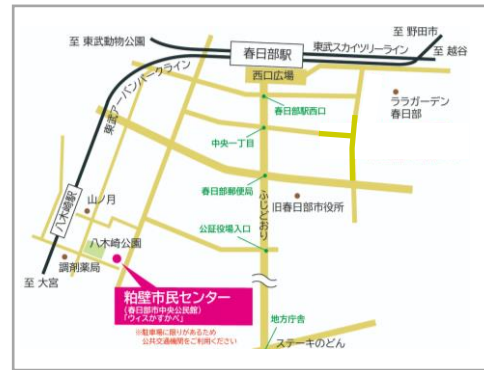 至 東武動物公園
春日部駅
東武スカイツリーライン
至 野田市
至 越谷
西口広場
東武アーバンパークライン
春日部駅西口
ララガーデン
春日部
中央一丁目
八木崎駅
山ノ月
春日部郵便局
ふじとおり
旧春日部市役所
八木崎公園
公証役場入口
調剤薬局
至 大宮
粕壁市民センター
(春日部市中央公民館)
「ウィズかすかべ」
※駐車場に限りがあるため
公共交通機関をご利用ください
地方庁舎
ステーキのどん